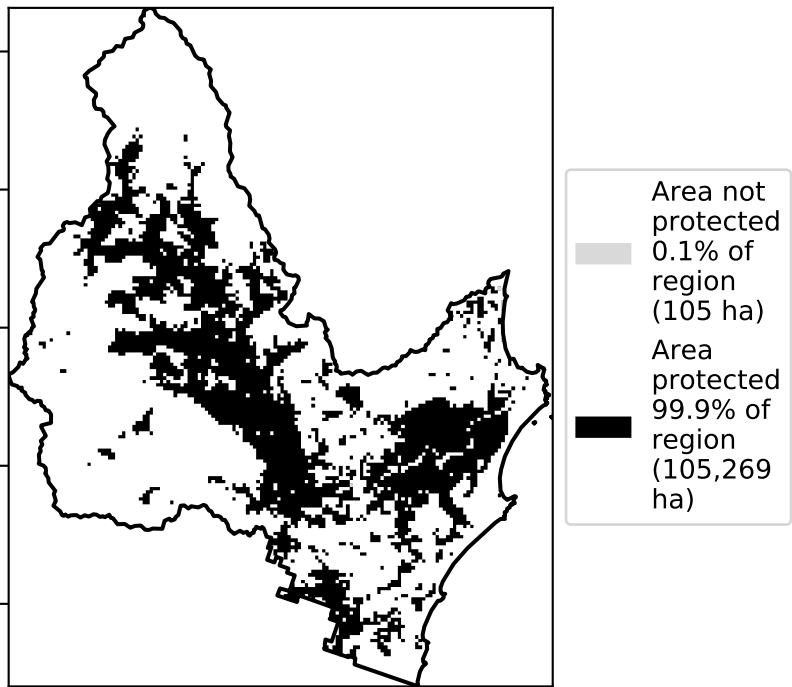 Area not
protected
0.1% of
region
(105 ha)
Area
protected
99.9% of
region
(105,269
ha)